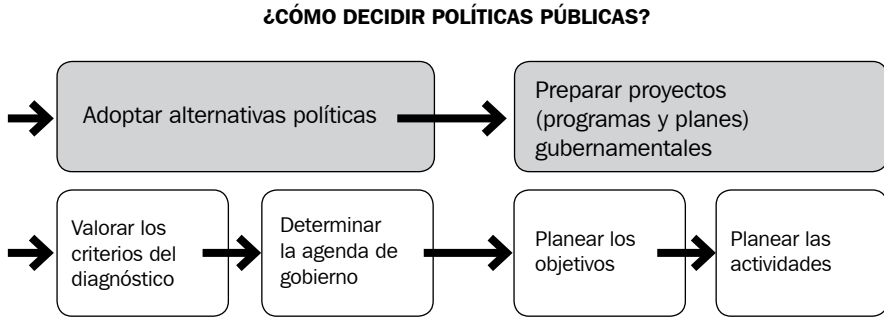 ¿CÓMO DECIDIR POLÍTICAS PÚBLICAS?
Adoptar alternativas políticas
Preparar proyectos
(programas y planes)
gubernamentales
Valorar los
criterios del
diagnóstico
Determinar
la agenda de
gobierno
Planear los
objetivos
Planear las
actividades